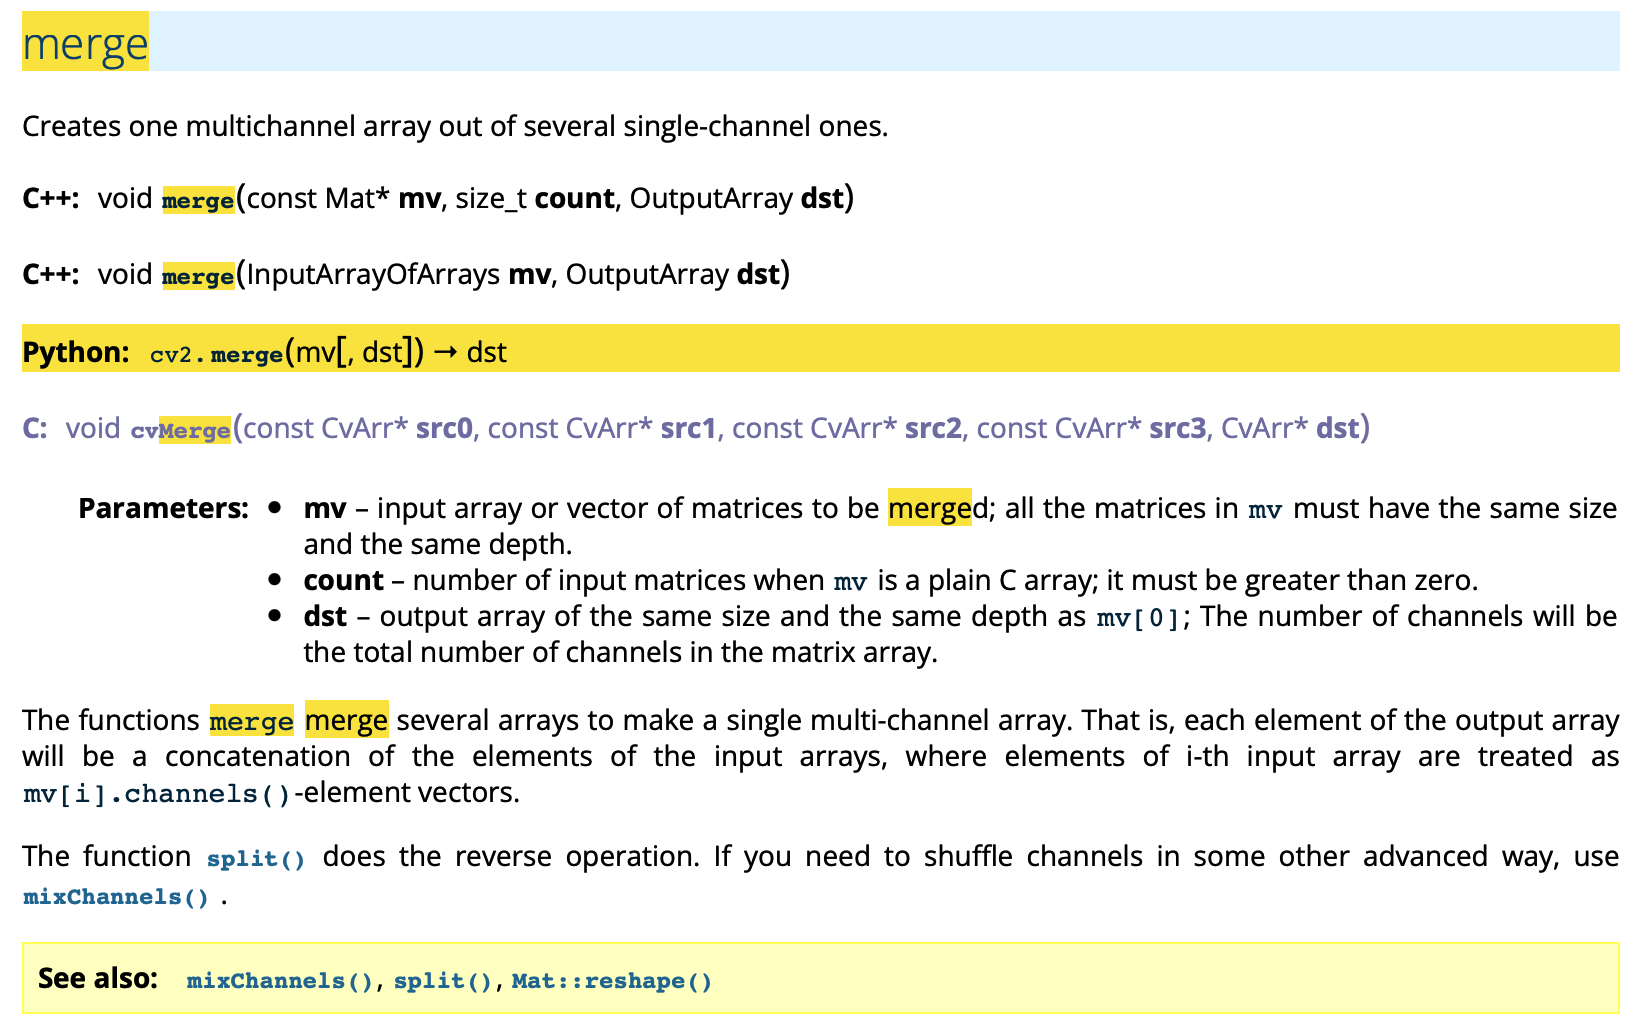 merge
Creates one multichannel array out of several single-channel ones.
C++: void merge(const Mat* mv, size_t count, OutputArray dst)
C++: void merge(InputArrayOfArrays mv, OutputArray dst)
Python: cv2.merge(mv[, dst]) → dst
C: void cvMerge(const CvArr* src0, const CvArr* src1, const CvArr* src2, const CvArr* src3, CvArr* dst)
Parameters: • mv – input array or vector of matrices to be merged; all the matrices in mv must have the same size
and the same depth.
• count – number of input matrices when mv is a plain C array; it must be greater than zero.
• dst – output array of the same size and the same depth as mv[0]; The number of channels will be
the total number of channels in the matrix array.
The functions merge merge several arrays to make a single multi-channel array. That is, each element of the output array
will be a concatenation of the elements of the input arrays, where elements of i-th input array are treated as
mv[i].channels()-element vectors.
The function split() does the reverse operation. If you need to shuffle channels in some other advanced way, use
mixChannels() .
See also: mixChannels(), split(), Mat::reshape()